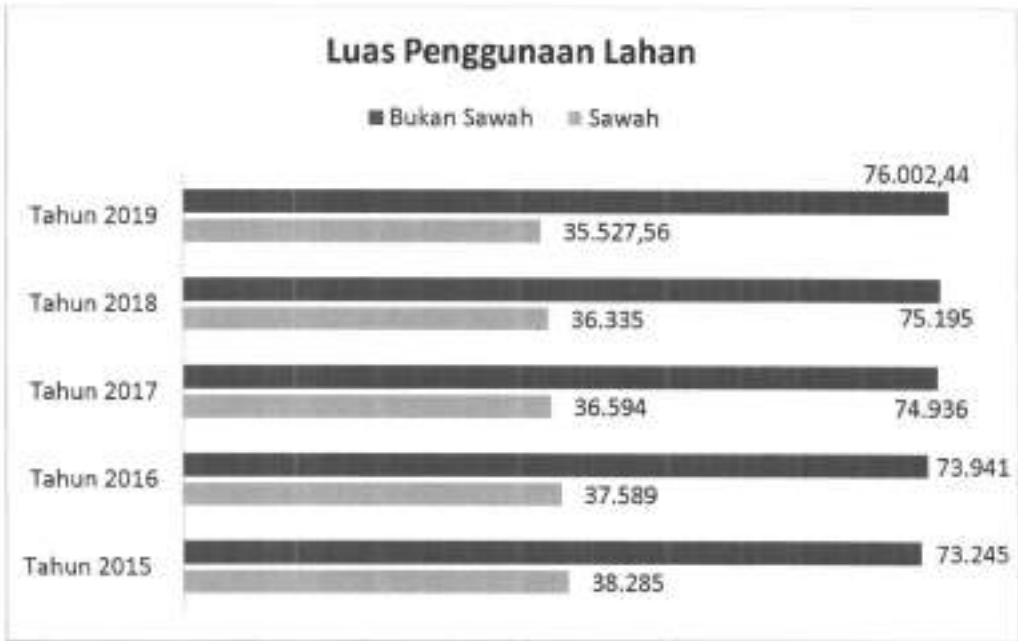 Luas Penggunaan Lahan
Bukan Sawah Sawah
76.002,44
Tahun 2019
35.527,56
Tahun 2018
36.335 75.195
Tahun 2017
36.594 74.936
73.941
Tahun 2016
37.589
73.245
Tahun 2015
38.285